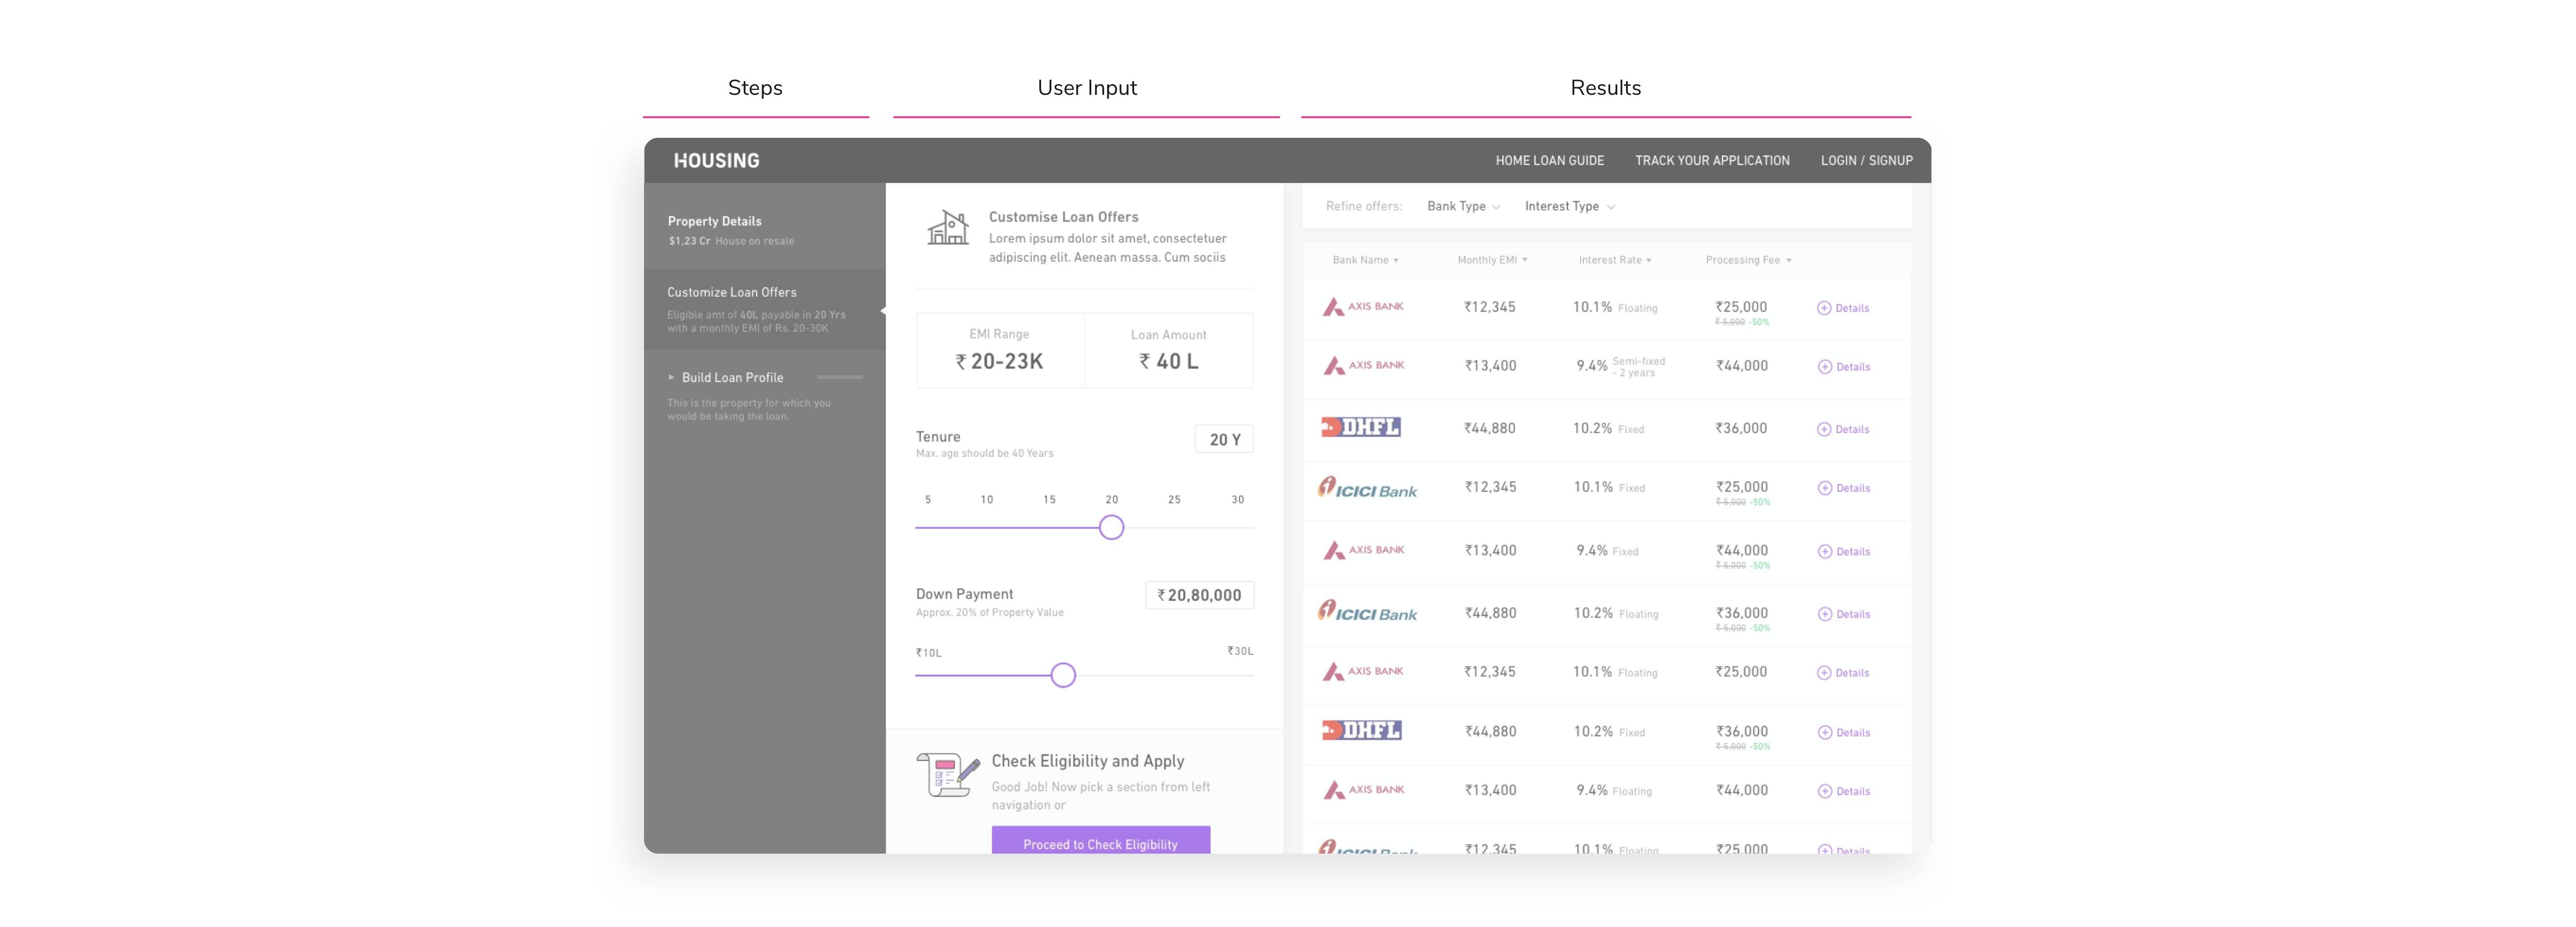 Steps
User Input
Results
HOUSING
HOME LOAN GUIDE
TRACK YOUR APPLICATION
LOGIN / SIGNUP
Property Details
$1,23 Cr House on resale
Customize Loan Offers
Eligible amt of 40L payable in 20 Yrs
with a monthly EMI of Rs. 20-30K
Build Loan Profile
This is the property for which you
would be taking the loan.
Customise Loan Offers
Lorem ipsum dolor sit amet, consectetuer
adipiscing elit. Aenean massa. Cum sociis
EMI Range
₹ 20-23K
Loan Amount
₹ 40 L
Tenure
20 Y
Max. age should be 40 Years
5 10 15 20 25 30
Down Payment
₹ 20,80,000
Approx. 20% of Property Value
₹10L ₹30L
Check Eligibility and Apply
Good Job! Now pick a section from left
navigation or
Proceed to Check Eligibility
Refine offers: Bank Type Interest Type
Bank Name Monthly EMI Interest Rate Processing Fee
AXIS BANK ₹12,345 10.1% Floating ₹25,000 Details
₹ 5,000 -50%
AXIS BANK ₹13,400 9.4% Semi-fixed - 2 years ₹44,000 Details
DHFL ₹44,880 10.2% Fixed ₹36,000 Details
ICICI Bank ₹12,345 10.1% Fixed ₹25,000 Details
₹ 5,000 -50%
AXIS BANK ₹13,400 9.4% Fixed ₹44,000 Details
₹ 5,000 -50%
ICICI Bank ₹44,880 10.2% Floating ₹36,000 Details
₹ 5,000 -50%
AXIS BANK ₹12,345 10.1% Floating ₹25,000 Details
DHFL ₹44,880 10.2% Fixed ₹36,000 Details
₹ 5,000 -50%
AXIS BANK ₹13,400 9.4% Floating ₹44,000 Details
ICICI Bank ₹12,345 10.1% Floating ₹25,000 Details